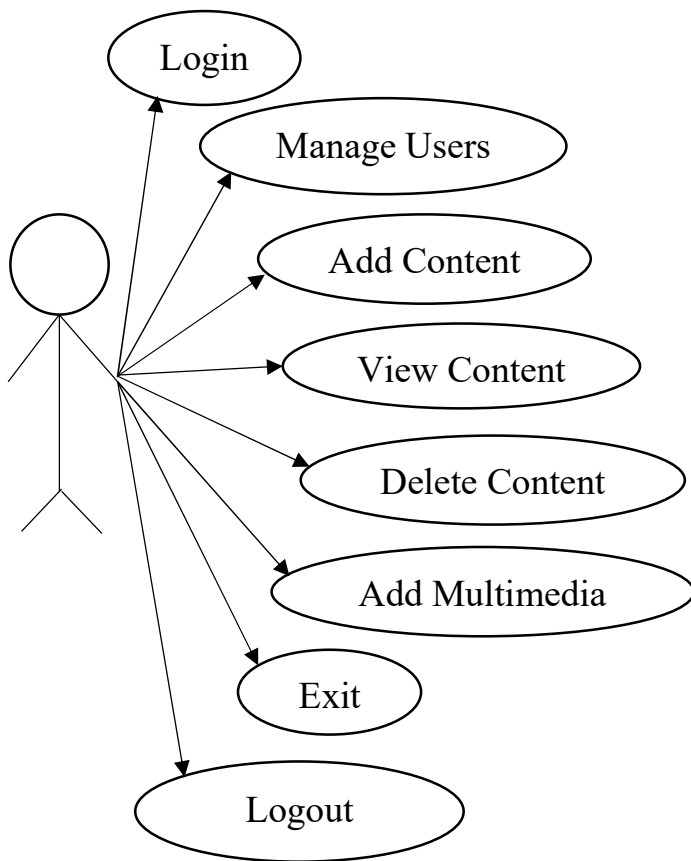 Login
Manage Users
Add Content
View Content
Delete Content
Add Multimedia
Exit
Logout